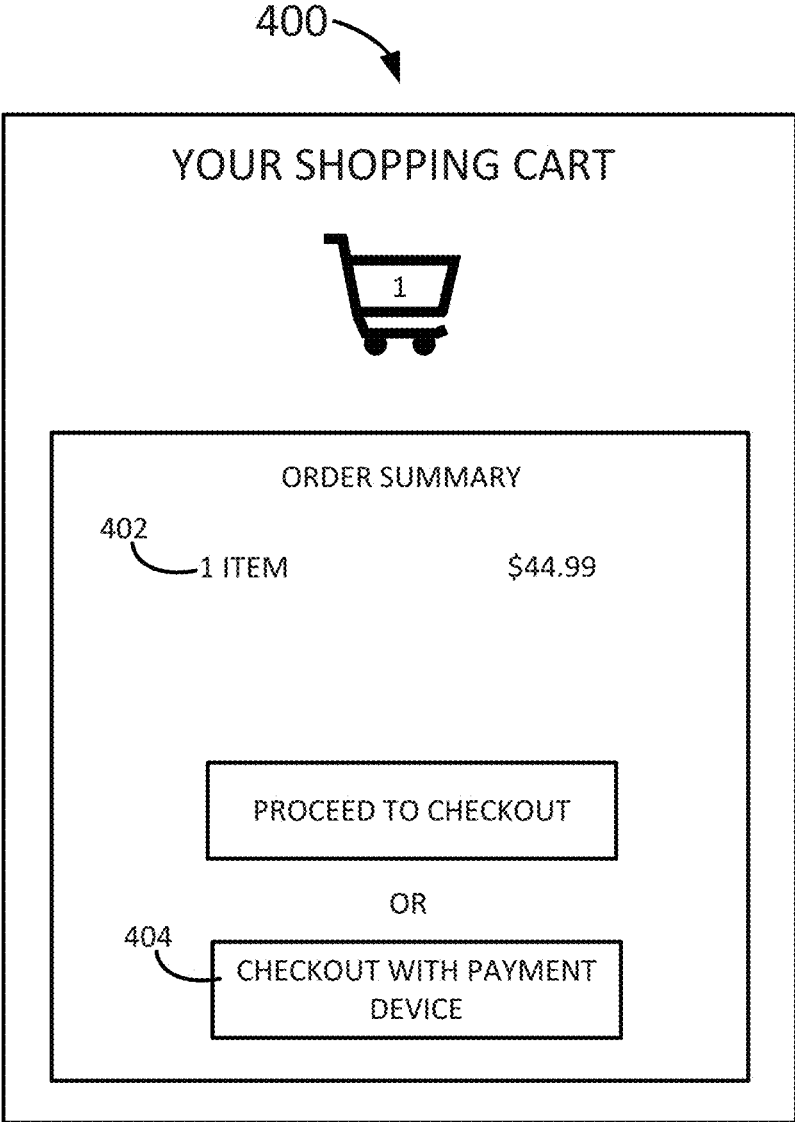 400
YOUR SHOPPING CART
1
ORDER SUMMARY
402
1 ITEM $44.99
PROCEED TO CHECKOUT
OR
404
CHECKOUT WITH PAYMENT
DEVICE